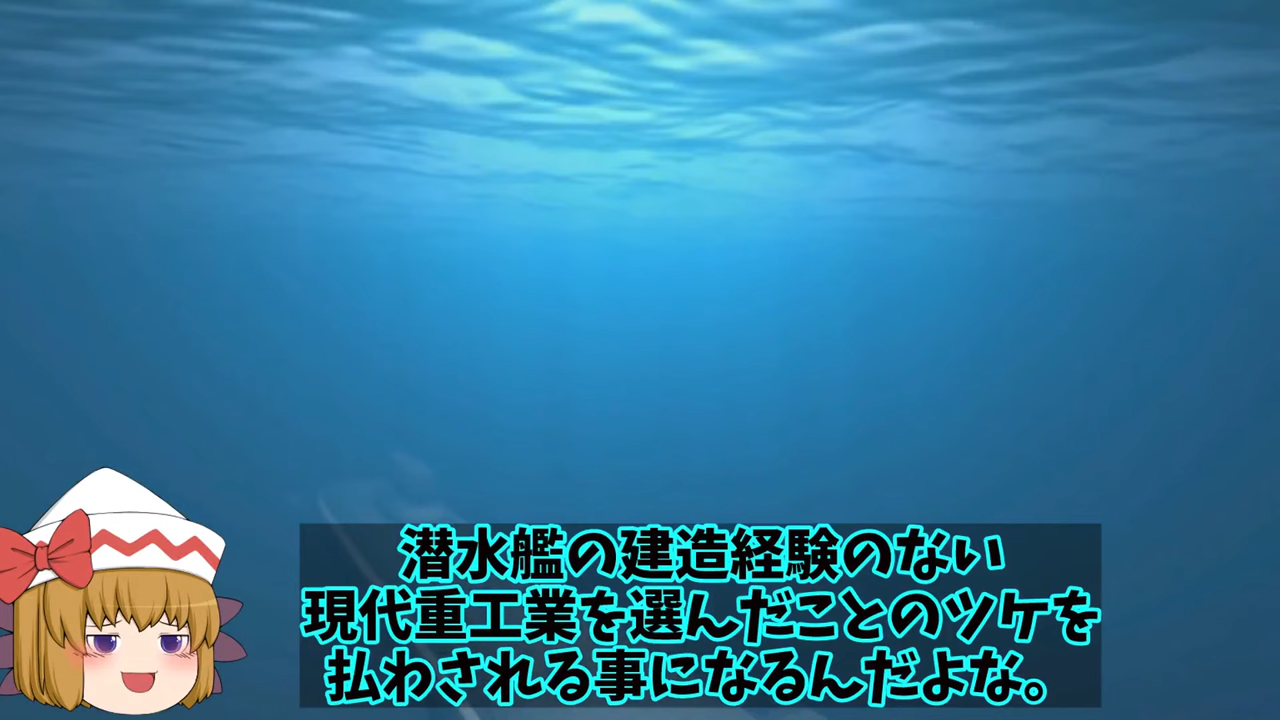 潜水艦の建造経験のない
現代重工業を選んだことのツケを
払わされる事になるんだよな。